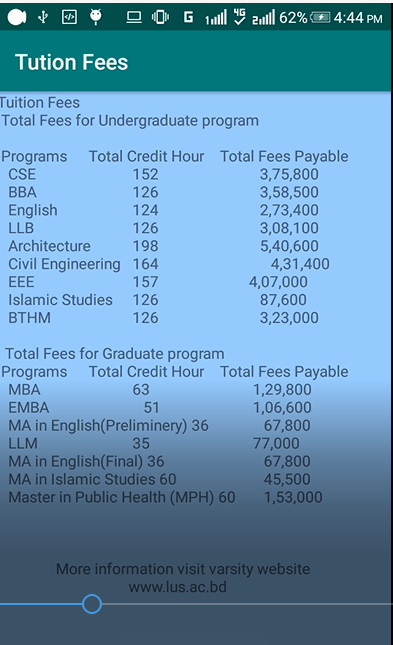 G 1 4G 2 62% 4:44 PM
Tution Fees
Tuition Fees
Total Fees for Undergraduate program
Programs Total Credit Hour Total Fees Payable
CSE 152 3,75,800
BBA 126 3,58,500
English 124 2,73,400
LLB 126 3,08,100
Architecture 198 5,40,600
Civil Engineering 164 4,31,400
EEE 157 4,07,000
Islamic Studies 126 87,600
BTHM 126 3,23,000
Total Fees for Graduate program
Programs Total Credit Hour Total Fees Payable
MBA 63 1,29,800
EMBA 51 1,06,600
MA in English(Preliminery) 36 67,800
LLM 35 77,000
MA in English(Final) 36 67,800
MA in Islamic Studies 60 45,500
Master in Public Health (MPH) 60 1,53,000
More information visit varsity website
www.lus.ac.bd